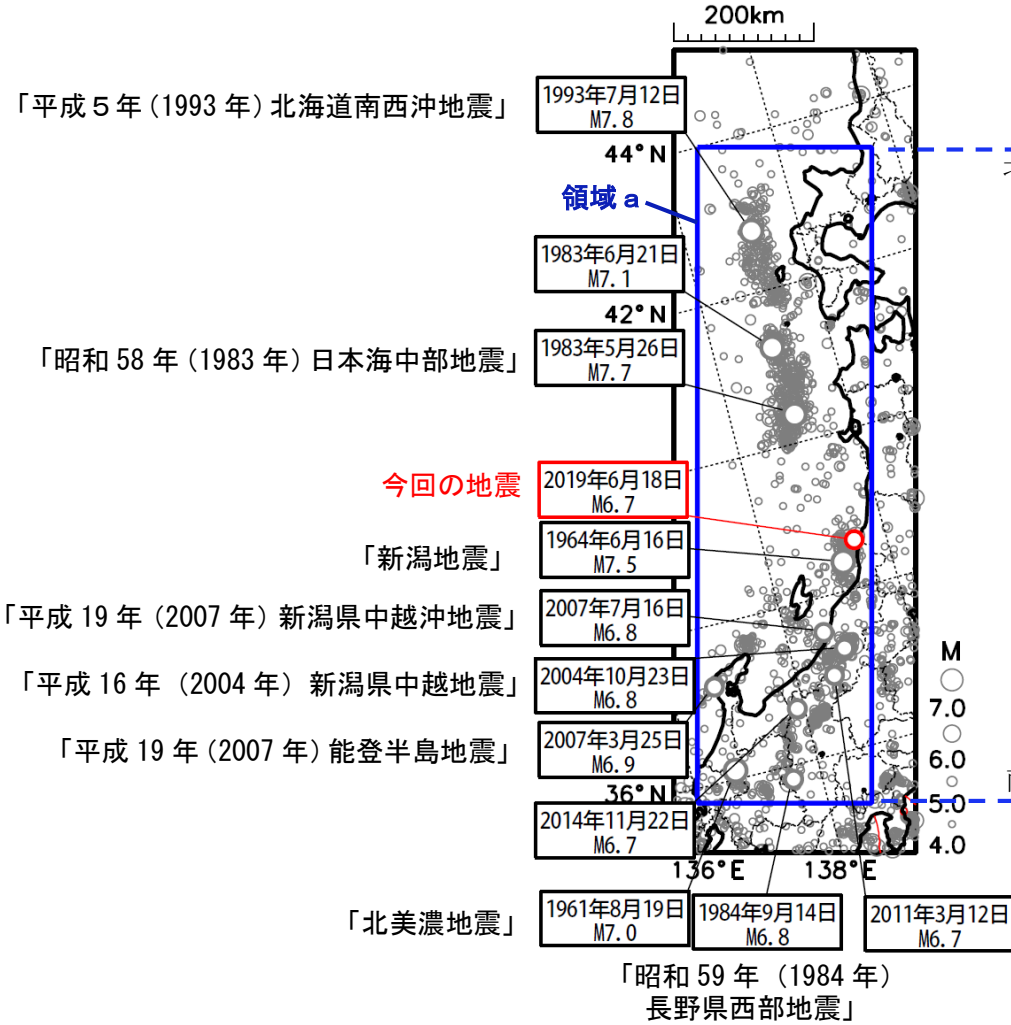 200km
「平成５年(1993 年)北海道南西沖地震」
1993年7月12日
M7.8
44°N
領域ａ
1983年6月21日
M7.1
42°N
「昭和 58 年(1983 年)日本海中部地震」
1983年5月26日
M7.7
今回の地震
2019年6月18日
M6.7
「新潟地震」
1964年6月16日
M7.5
「平成 19 年(2007 年)新潟県中越沖地震」
2007年7月16日
M6.8
「平成 16 年 (2004 年) 新潟県中越地震」
2004年10月23日
M6.8
「平成 19 年(2007 年)能登半島地震」
2007年3月25日
M6.9
36°N
2014年11月22日
M6.7
M
7.0
6.0
5.0
4.0
136°E
138°E
「北美濃地震」
1961年8月19日
M7.0
1984年9月14日
M6.8
2011年3月12日
M6.7
「昭和 59 年 (1984 年)
長野県西部地震」